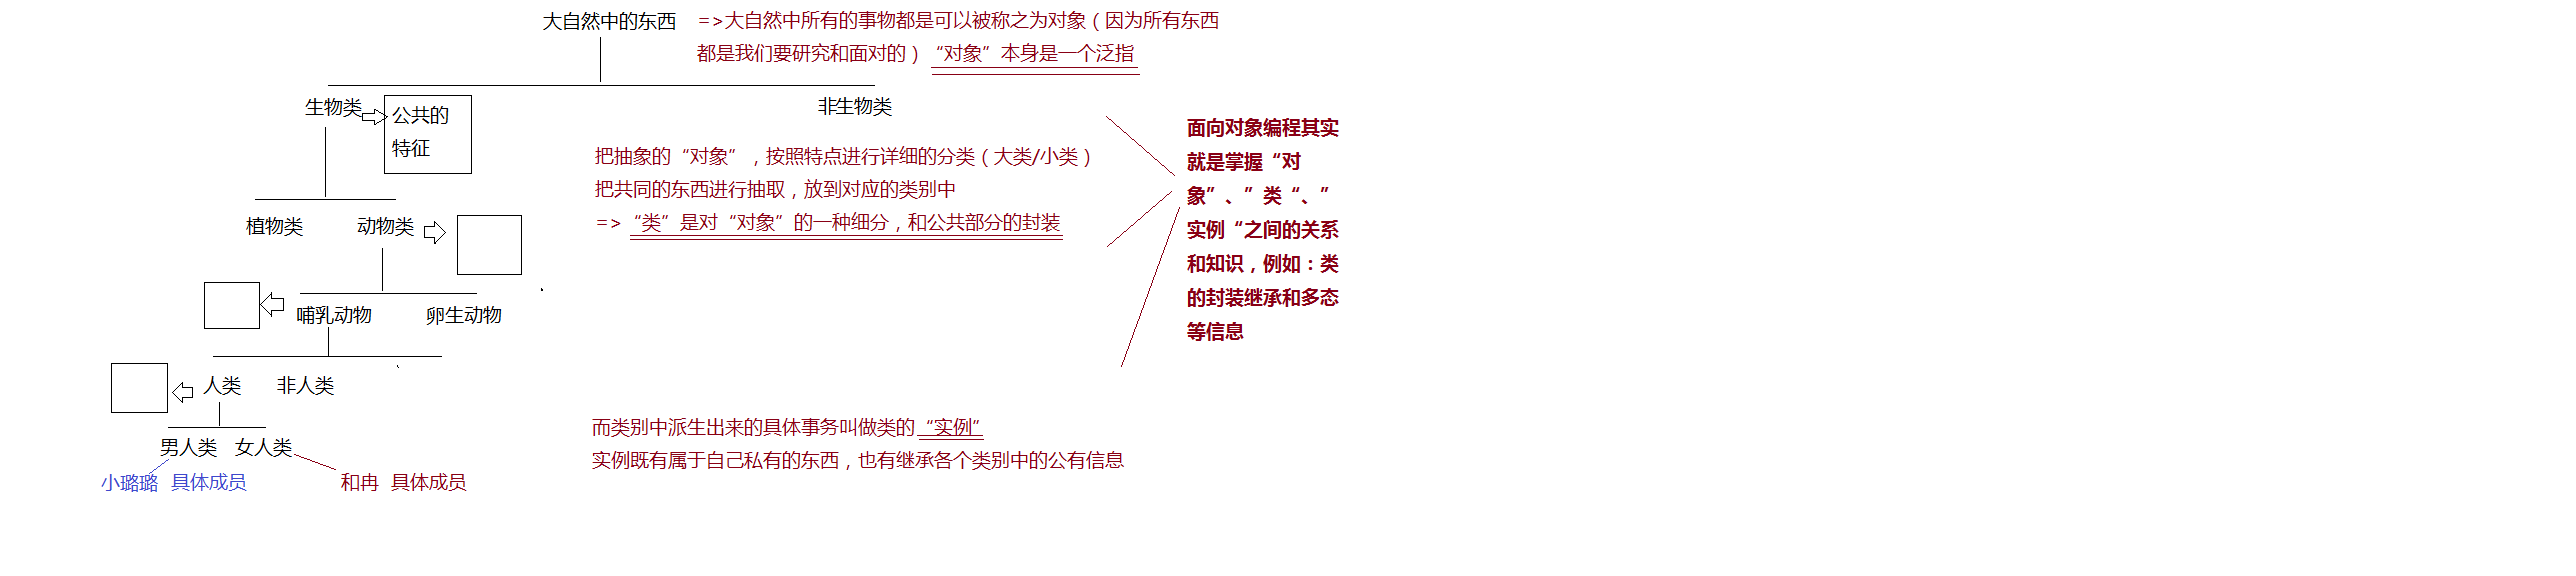 大自然中的东西
=>大自然中所有的事物都是可以被称之为对象（因为所有东西
都是我们要研究和面对的）“对象”本身是一个泛指
生物类
公共的
特征
非生物类
把抽象的“对象”，按照特点进行详细的分类（大类/小类）
把共同的东西进行抽取，放到对应的类别中
=> “类”是对“对象”的一种细分，和公共部分的封装
面向对象编程其实
就是掌握“对
象”、”类“、”
实例“之间的关系
和知识，例如：类
的封装继承和多态
等信息
植物类 动物类
哺乳动物 卵生动物
人类 非人类
男人类 女人类
小璐璐 具体成员
和冉 具体成员
而类别中派生出来的具体事务叫做类的“实例”
实例既有属于自己私有的东西，也有继承各个类别中的公有信息